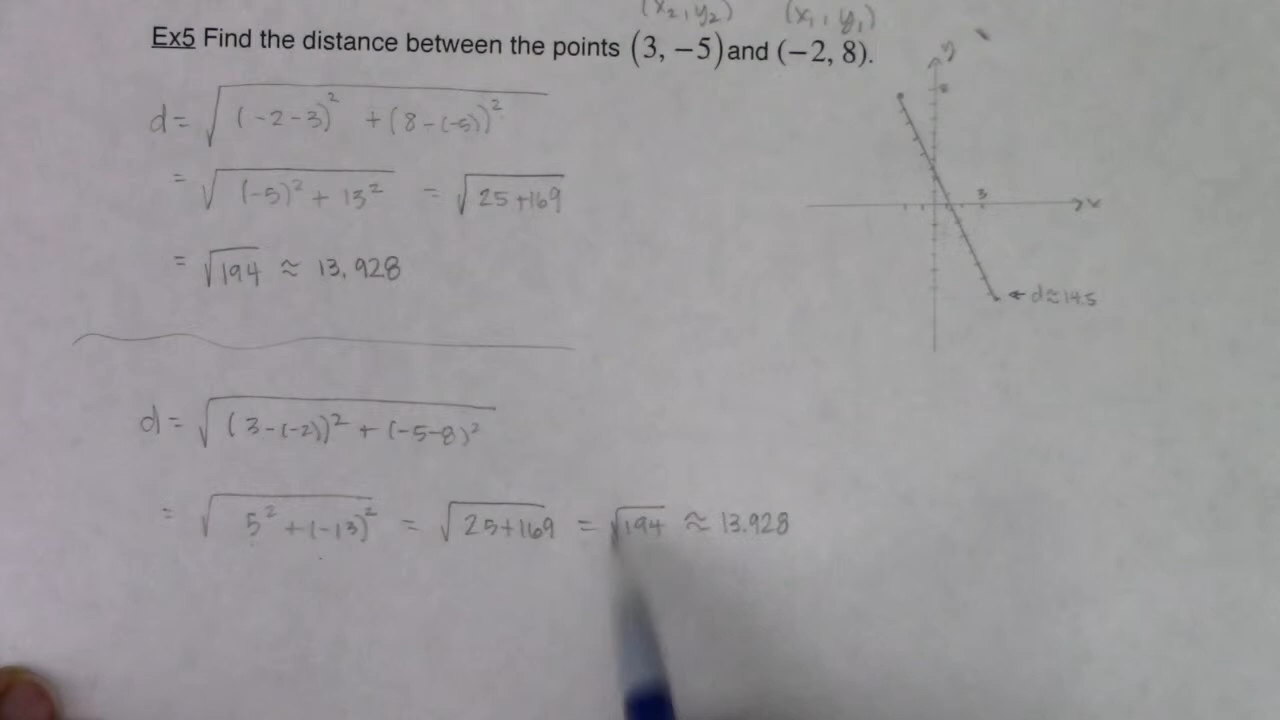 (x₂, y₂) (x₁, y₁)
Ex5 Find the distance between the points (3, −5) and (−2, 8).
d = √((-2-3)² + (8-(-5))²)
= √((-5)² + 13²) = √(25+169)
= √194 ≈ 13.928
y
8
3
x
← d ≈ 14.5
d = √((3-(-2))² + (-5-8)²)
= √(5² + (-13)²) = √(25+169) = √194 ≈ 13.928